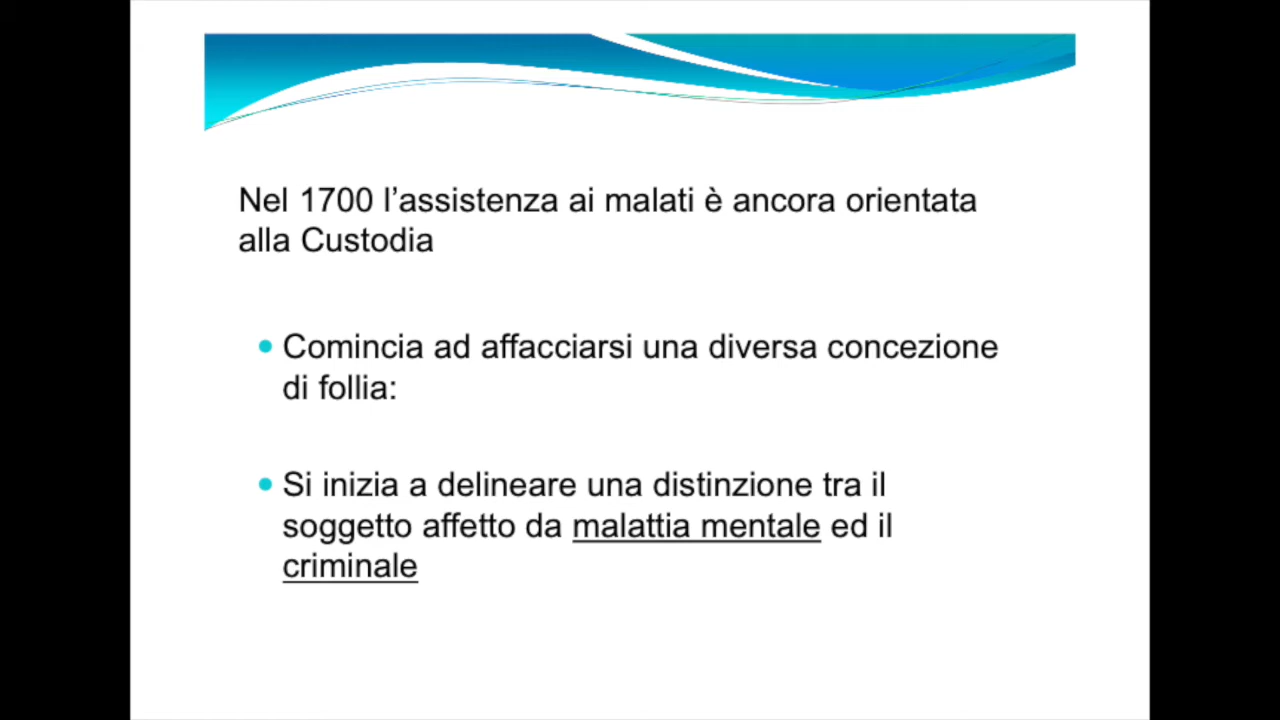 Nel 1700 l’assistenza ai malati è ancora orientata
alla Custodia
Comincia ad affacciarsi una diversa concezione
di follia:
Si inizia a delineare una distinzione tra il
soggetto affetto da malattia mentale ed il
criminale